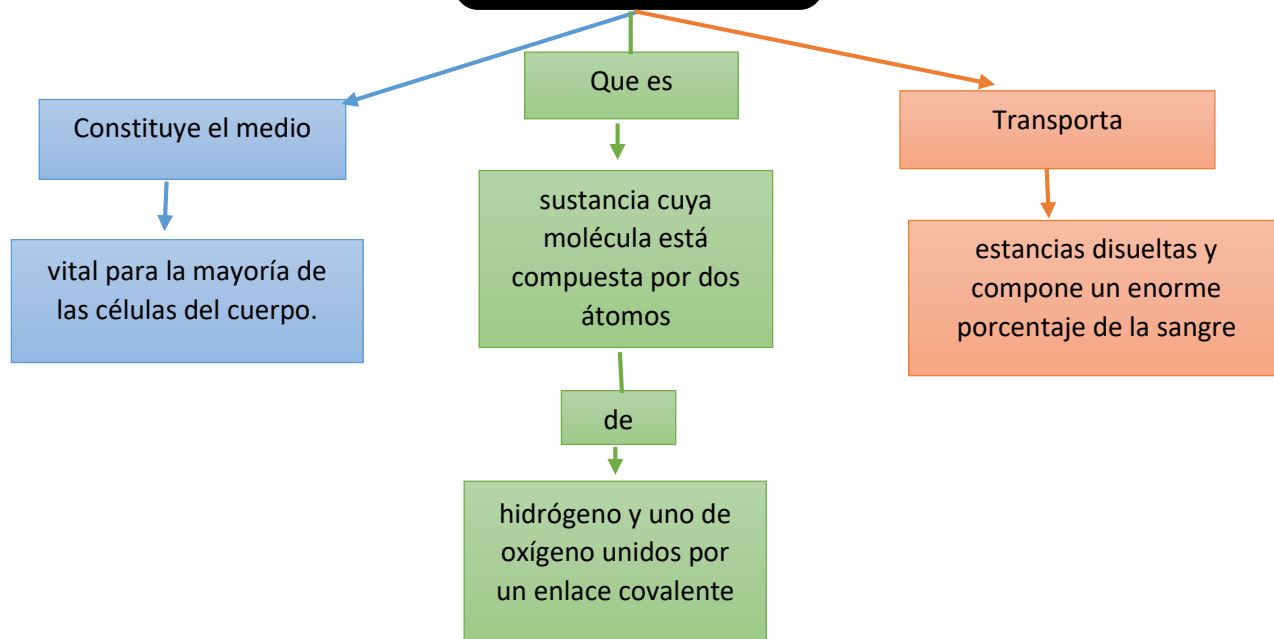 Que es
Constituye el medio
Transporta
sustancia cuya
molécula está
compuesta por dos
átomos
vital para la mayoría de
las células del cuerpo.
estancias disueltas y
compone un enorme
porcentaje de la sangre
de
hidrógeno y uno de
oxígeno unidos por
un enlace covalente